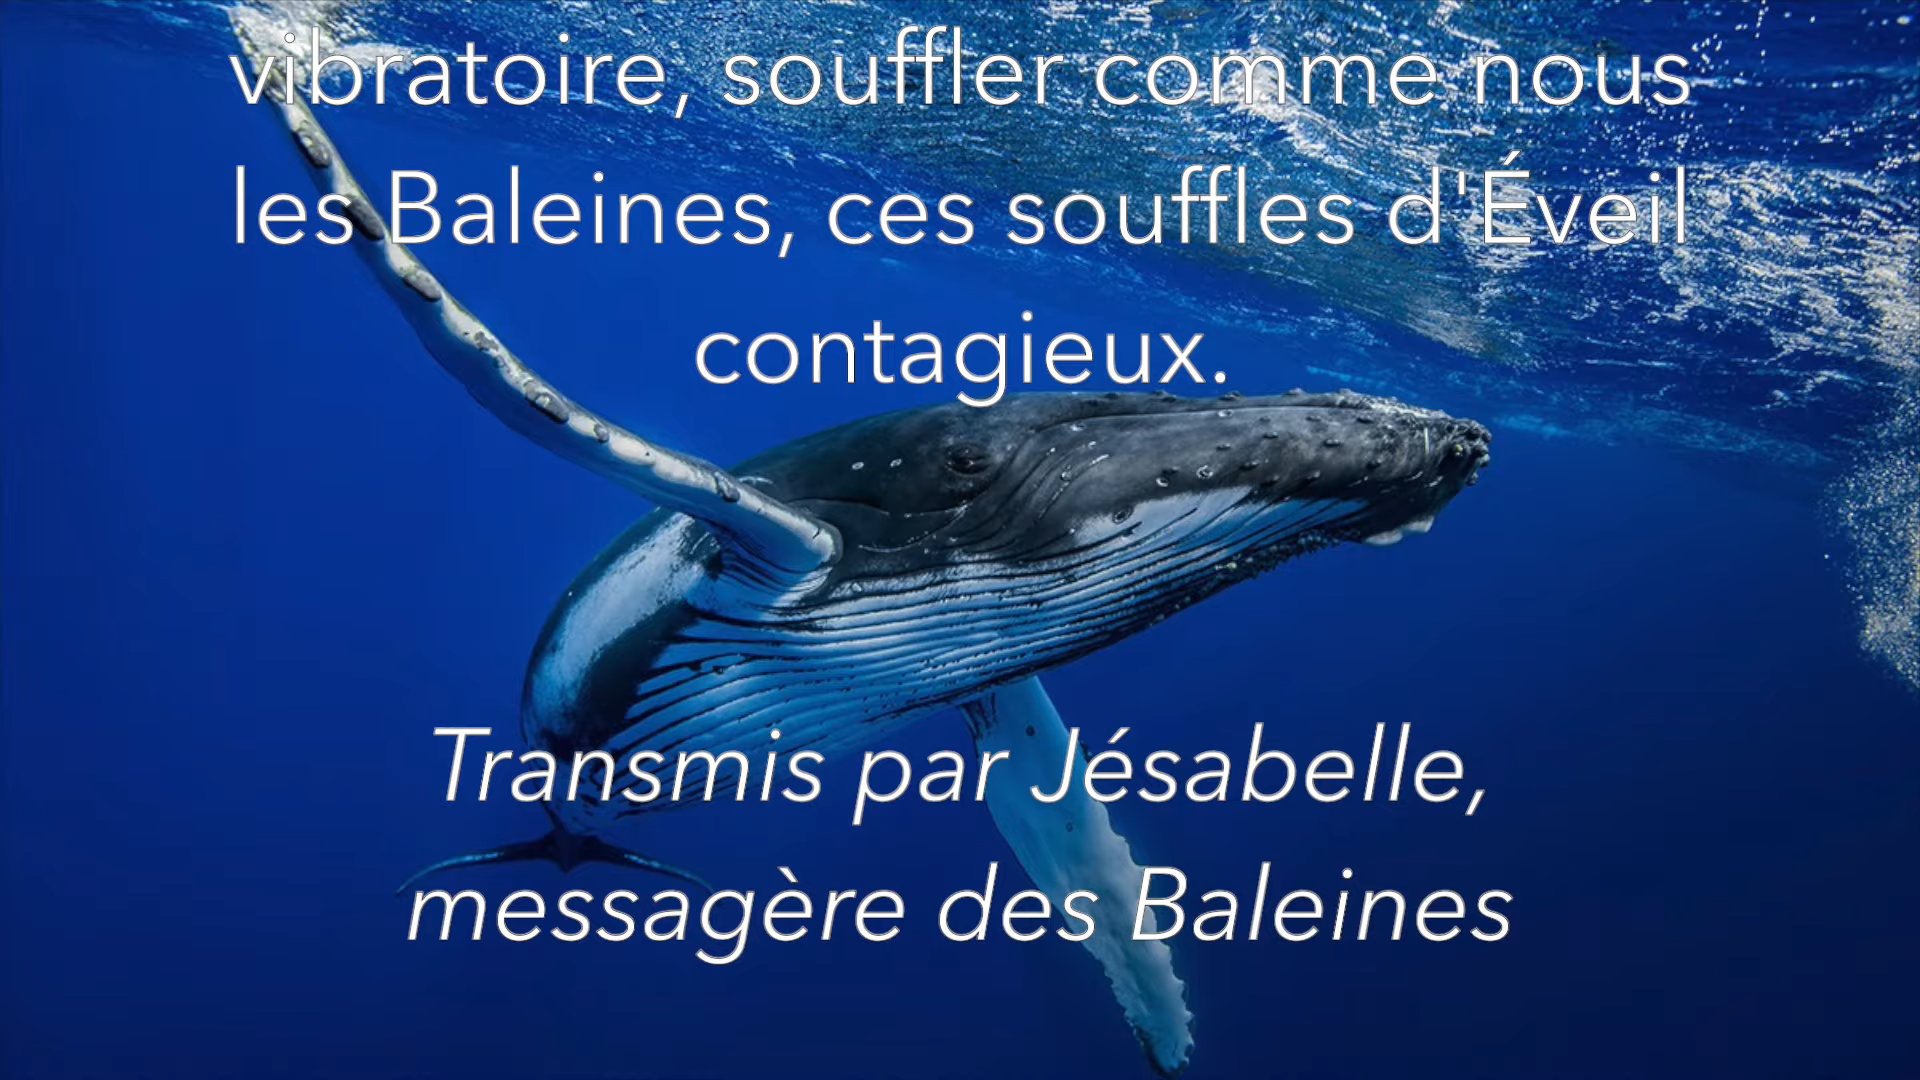 vibratoire, souffler comme nous
les Baleines, ces souffles d'Éveil
contagieux.
Transmis par Jésabelle,
messagère des Baleines